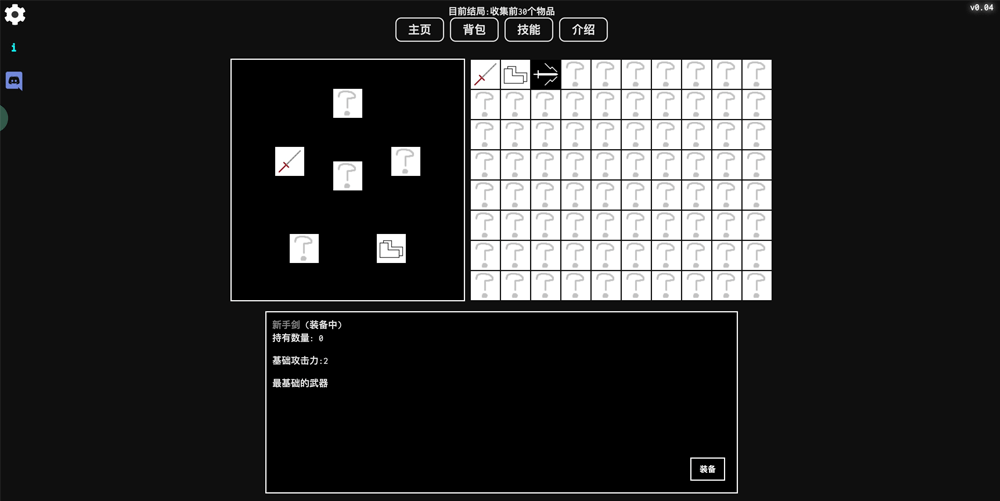 目前结局:收集前30个物品
v0.04
主页
背包
技能
介绍
i
新手剑 (装备中)
持有数量: 0
基础攻击力:2
最基础的武器
装备